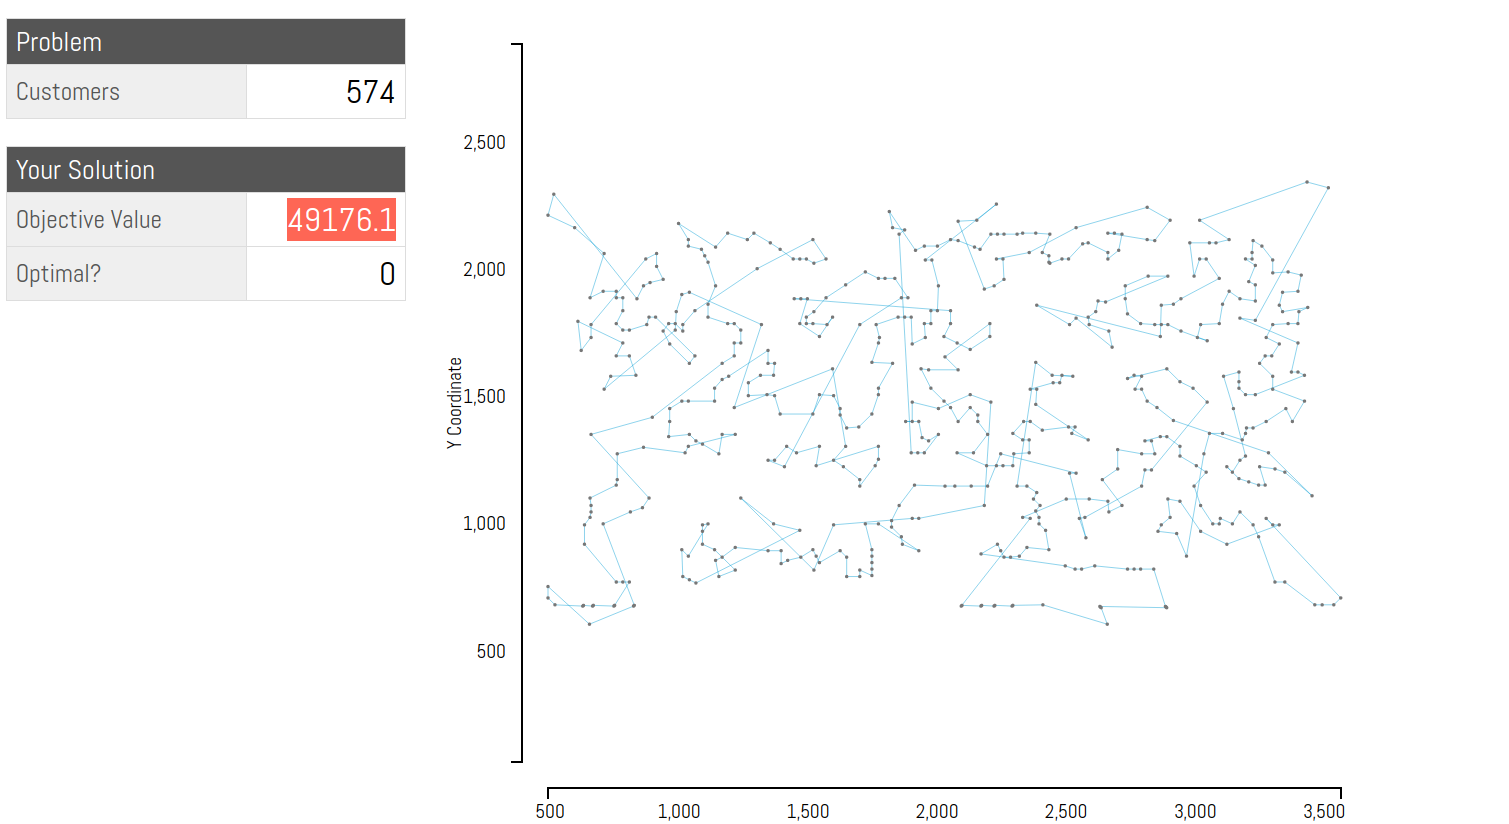 Problem
Customers 574
Your Solution
Objective Value 49176.1
Optimal? 0
Y Coordinate
2,500
2,000
1,500
1,000
500
500 1,000 1,500 2,000 2,500 3,000 3,500